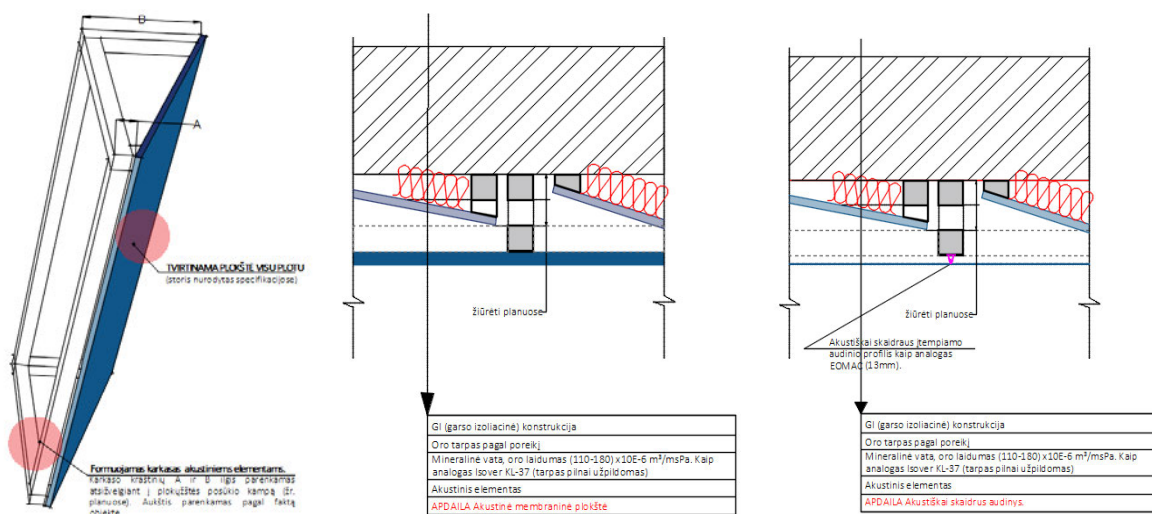 B
A
TVIRTINAMA PLOKŠTĖ VISU PLOTU
(storis nurodytas specifikacijose)
Formuojamas karkasas akustiniems elementams.
Karkaso kraštinių A ir B ilgis parenkamas
atsižvelgiant į plokųštės posūkio kampą (žr.
planuose). Aukštis parenkamas pagal faktą
objekte.
žiūrėti planuose
GI (garso izoliacinė) konstrukcija
Oro tarpas pagal poreikį
Mineralinė vata, oro laidumas (110-180) x10E-6 m³/msPa. Kaip
analogas Isover KL-37 (tarpas pilnai užpildomas)
Akustinis elementas
APDAILA Akustinė membraninė plokštė
žiūrėti planuose
Akustiškai skaidraus įtempiamo
audinio profilis kaip analogas
EOMAC (13mm).
GI (garso izoliacinė) konstrukcija
Oro tarpas pagal poreikį
Mineralinė vata, oro laidumas (110-180) x10E-6 m³/msPa. Kaip
analogas Isover KL-37 (tarpas pilnai užpildomas)
Akustinis elementas
APDAILA Akustiškai skaidrus audinys.